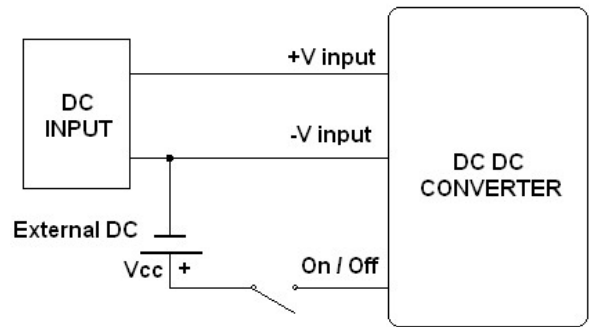 +V input
DC
INPUT
-V input
DC DC
CONVERTER
External DC
Vcc +
On / Off